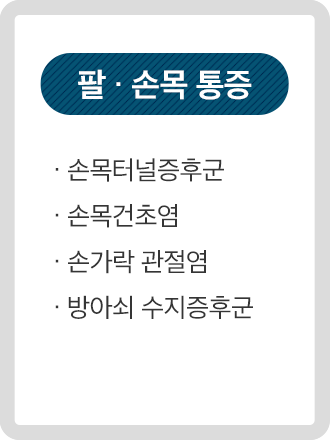 팔 · 손목 통증
· 손목터널증후군
· 손목건초염
· 손가락 관절염
· 방아쇠 수지증후군